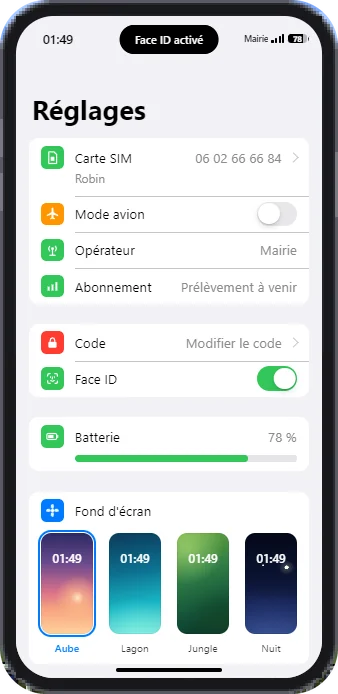 01:49
Face ID activé
Mairie 78
Réglages
Carte SIM 06 02 66 66 84
Robin
Mode avion
Opérateur Mairie
Abonnement Prélèvement à venir
Code Modifier le code
Face ID
Batterie 78 %
Fond d'écran
01:49 01:49 01:49 01:49
Aube Lagon Jungle Nuit